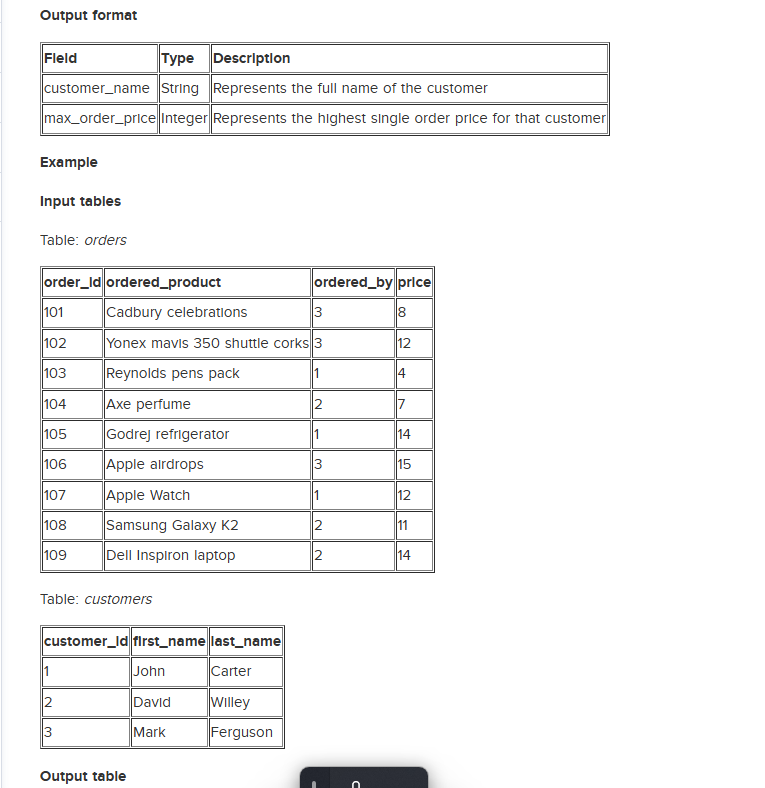 Output format
Field Type Description
customer_name String Represents the full name of the customer
max_order_price Integer Represents the highest single order price for that customer
Example
Input tables
Table: orders
order_id ordered_product ordered_by price
101 Cadbury celebrations 3 8
102 Yonex mavis 350 shuttle corks 3 12
103 Reynolds pens pack 1 4
104 Axe perfume 2 7
105 Godrej refrigerator 1 14
106 Apple airdrops 3 15
107 Apple Watch 1 12
108 Samsung Galaxy K2 2 11
109 Dell Inspiron laptop 2 14
Table: customers
customer_id first_name last_name
1 John Carter
2 David Willey
3 Mark Ferguson
Output table